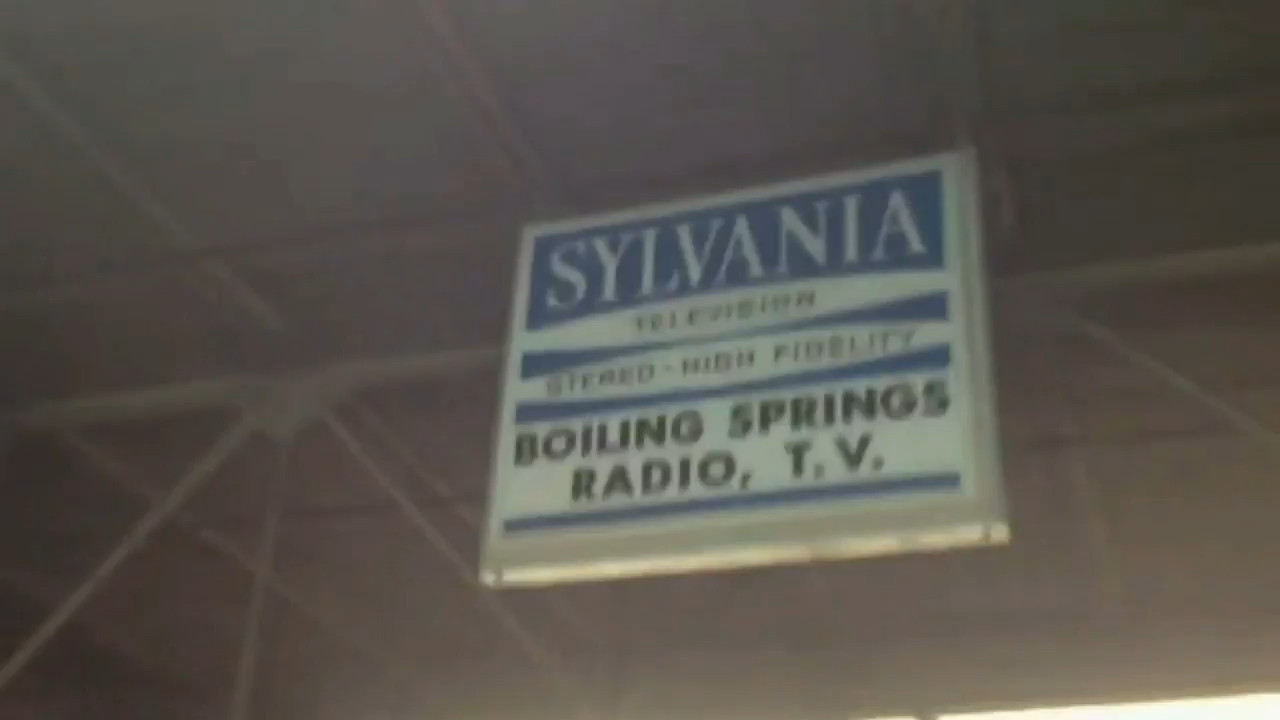 SYLVANIA
TELEVISION
STEREO-HIGH FIDELITY
BOILING SPRINGS
RADIO, T.V.